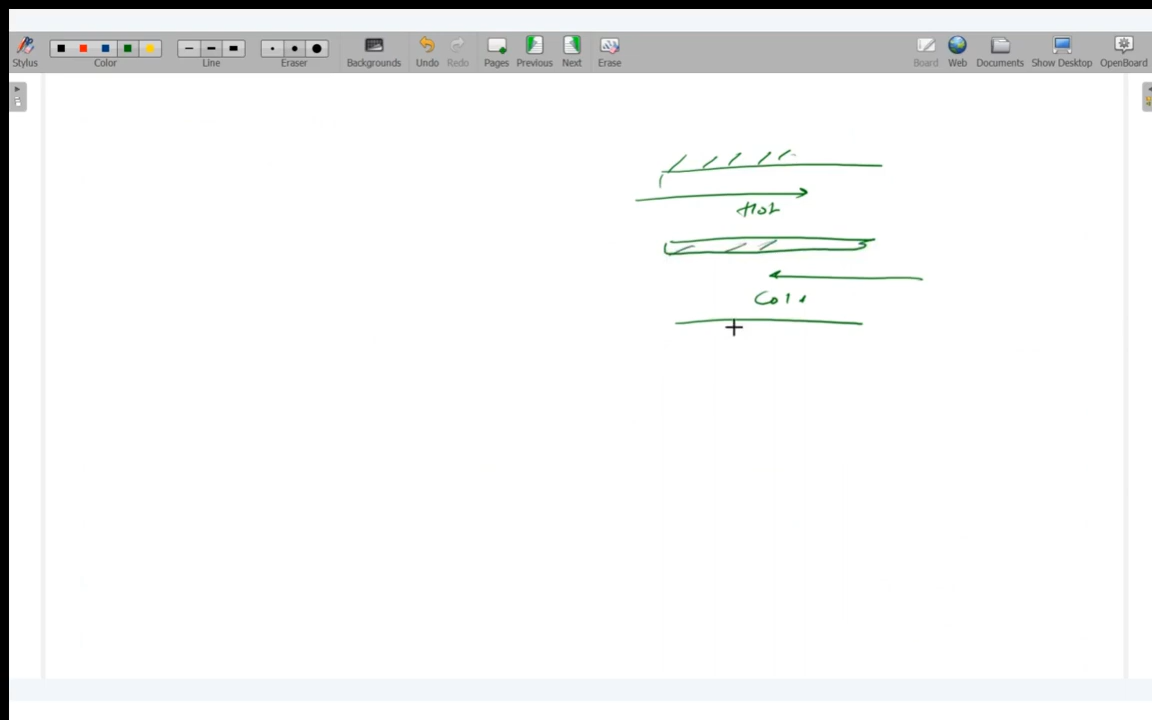 Stylus Color Line Eraser Backgrounds Undo Redo Pages Previous Next Erase Board Web Documents Show Desktop OpenBoard
Hot
Cold